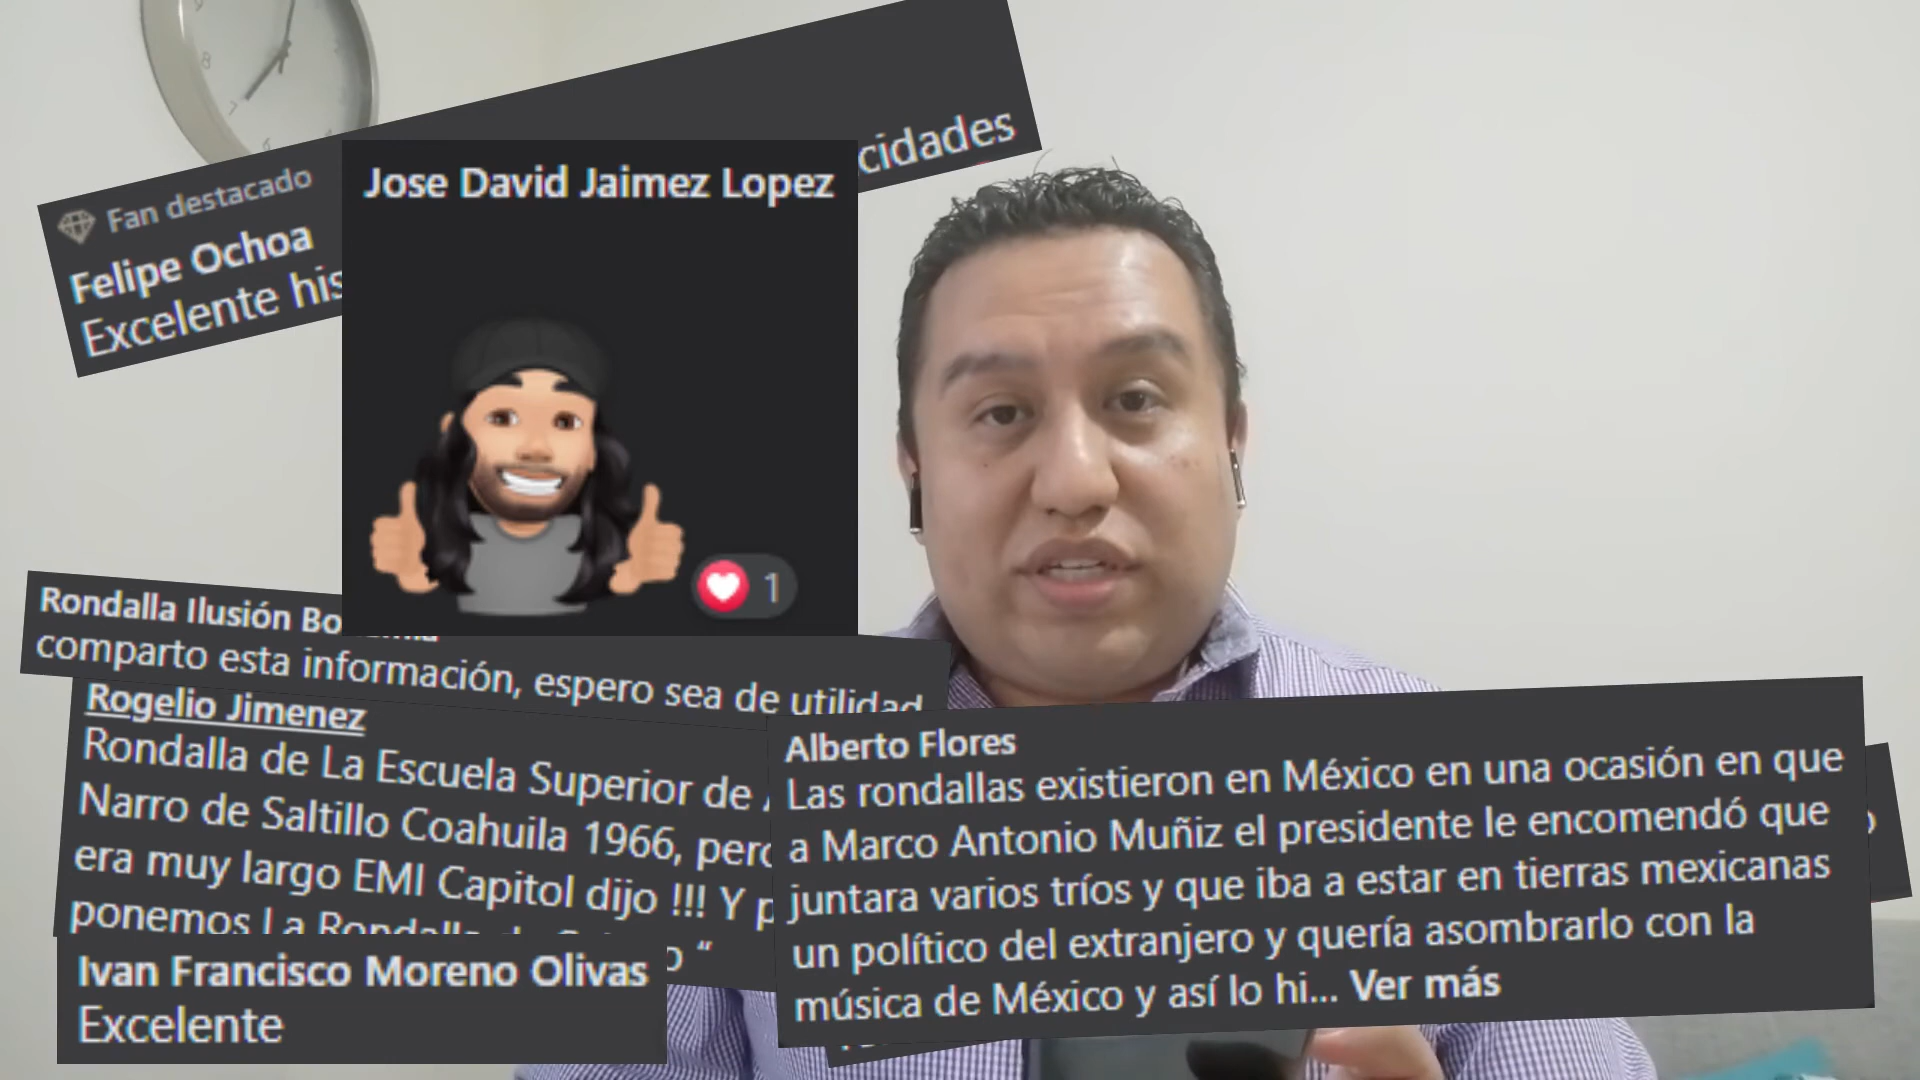 cidades
Fan destacado
Felipe Ochoa
Excelente
Jose David Jaimez Lopez
1
Rondalla Ilusión
comparto esta información, espero sea de utilidad
Rogelio Jimenez
Rondalla de La Escuela Superior de
Narro de Saltillo Coahuila 1966,
era muy largo EMI Capitol dijo !!! Y
ponemos La Rondalla de
“
Alberto Flores
Las rondallas existieron en México en una ocasión en que
a Marco Antonio Muñiz el presidente le encomendó que
juntara varios tríos y que iba a estar en tierras mexicanas
un político del extranjero y quería asombrarlo con la
música de México y así lo hi... Ver más
Ivan Francisco Moreno Olivas
Excelente